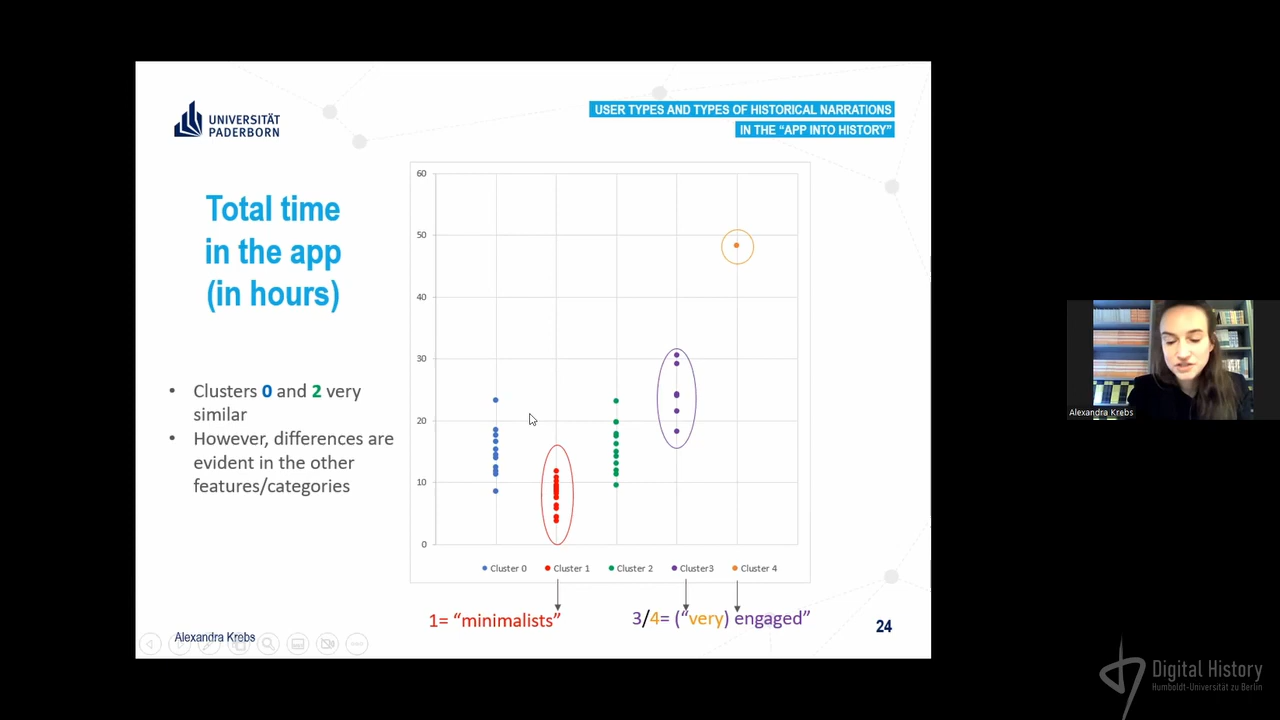 UNIVERSITÄT
PADERBORN
USER TYPES AND TYPES OF HISTORICAL NARRATIONS
IN THE “APP INTO HISTORY”
Total time
in the app
(in hours)
• Clusters 0 and 2 very
similar
• However, differences are
evident in the other
features/categories
60
50
40
30
20
10
0
Cluster 0 Cluster 1 Cluster 2 Cluster3 Cluster 4
1= “minimalists”
3/4= (“very) engaged”
Alexandra Krebs
24
Alexandra Krebs
Digital History
Humboldt-Universität zu Berlin